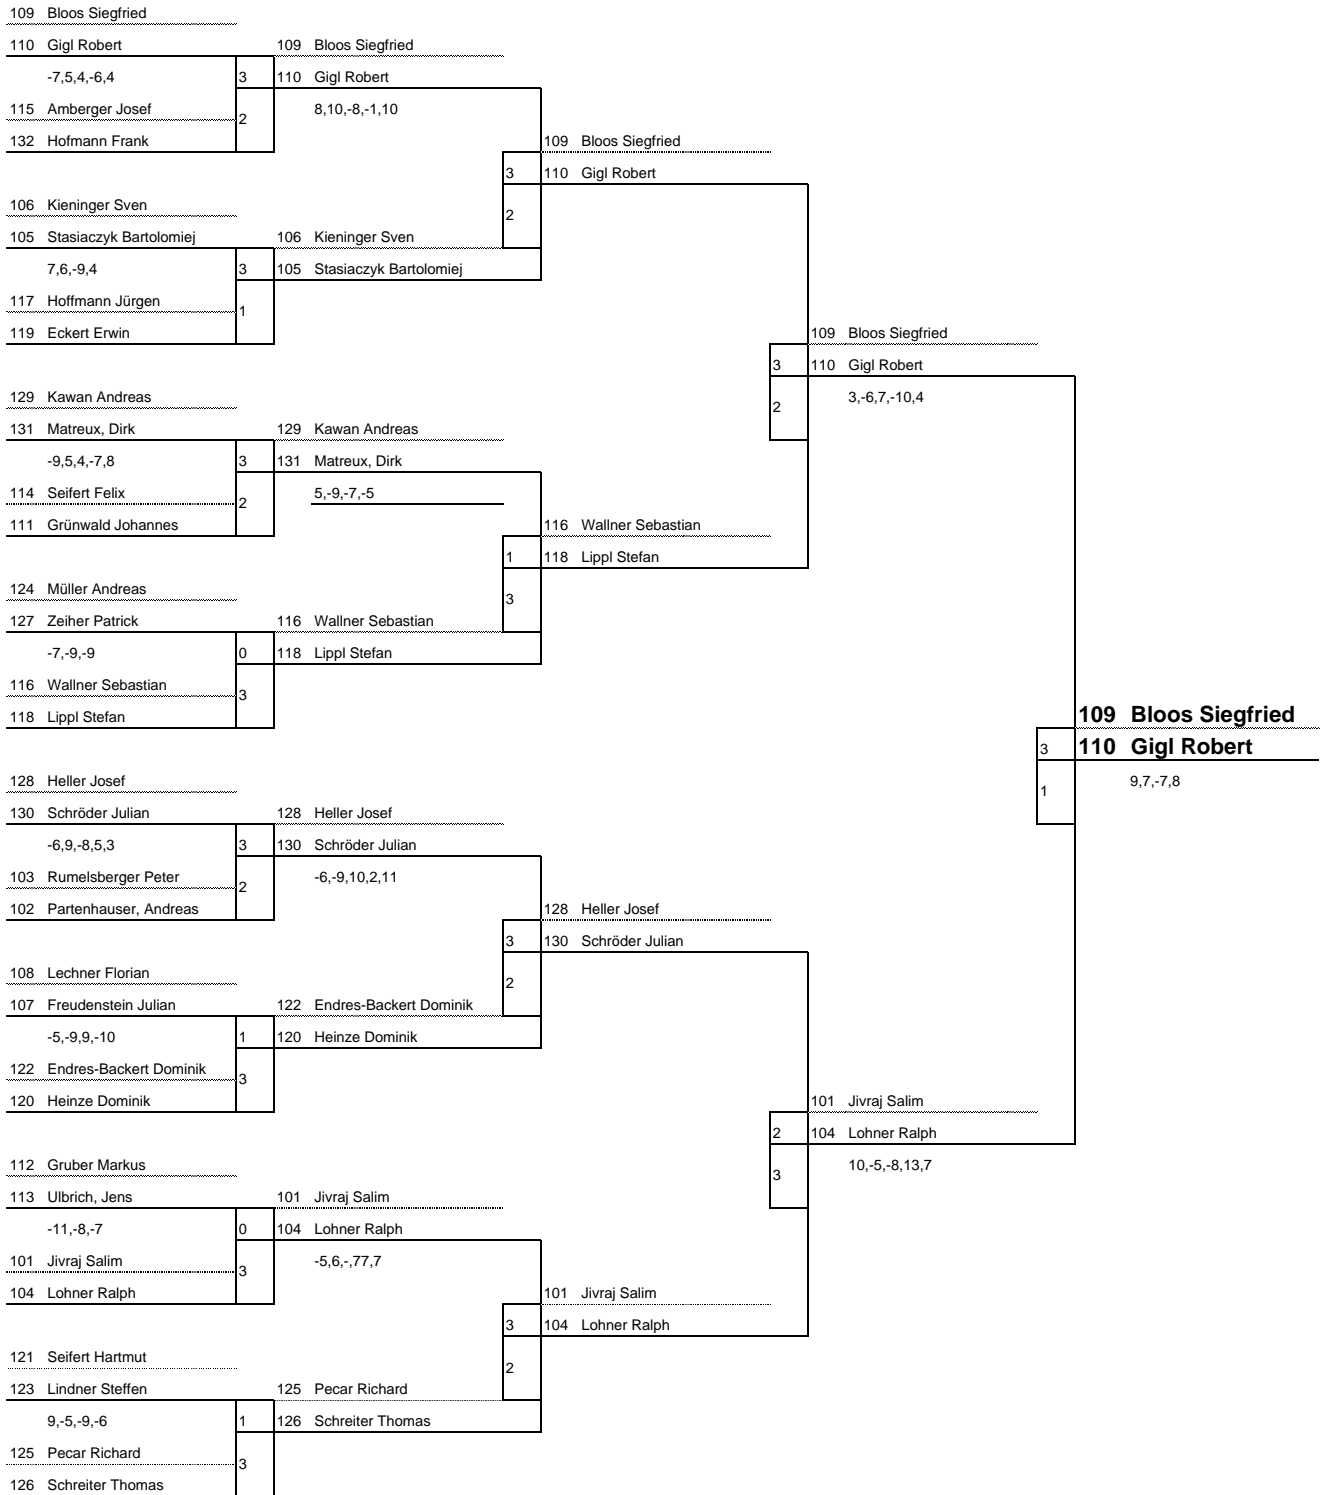 109 Bloos Siegfried
110 Gigl Robert 109 Bloos Siegfried
-7,5,4,-6,4 3 110 Gigl Robert
115 Amberger Josef 2 8,10,-8,-1,10
132 Hofmann Frank 109 Bloos Siegfried
3 110 Gigl Robert
106 Kieninger Sven 2
105 Stasiaczyk Bartolomiej 106 Kieninger Sven
7,6,-9,4 3 105 Stasiaczyk Bartolomiej
117 Hoffmann Jürgen 1
119 Eckert Erwin 109 Bloos Siegfried
3 110 Gigl Robert
129 Kawan Andreas 2 3,-6,7,-10,4
131 Matreux, Dirk 129 Kawan Andreas
-9,5,4,-7,8 3 131 Matreux, Dirk
114 Seifert Felix 2 5,-9,-7,-5
111 Grünwald Johannes 116 Wallner Sebastian
1 118 Lippl Stefan
124 Müller Andreas 3
127 Zeiher Patrick 116 Wallner Sebastian
-7,-9,-9 0 118 Lippl Stefan
116 Wallner Sebastian 3
118 Lippl Stefan 109 Bloos Siegfried
3 110 Gigl Robert
128 Heller Josef 1 9,7,-7,8
130 Schröder Julian 128 Heller Josef
-6,9,-8,5,3 3 130 Schröder Julian
103 Rumelsberger Peter 2 -6,-9,10,2,11
102 Partenhauser, Andreas 128 Heller Josef
3 130 Schröder Julian
108 Lechner Florian 2
107 Freudenstein Julian 122 Endres-Backert Dominik
-5,-9,9,-10 1 120 Heinze Dominik
122 Endres-Backert Dominik 3
120 Heinze Dominik 101 Jivraj Salim
2 104 Lohner Ralph
112 Gruber Markus 3 10,-5,-8,13,7
113 Ulbrich, Jens 101 Jivraj Salim
-11,-8,-7 0 104 Lohner Ralph
101 Jivraj Salim 3 -5,6,-,77,7
104 Lohner Ralph 101 Jivraj Salim
3 104 Lohner Ralph
121 Seifert Hartmut 2
123 Lindner Steffen 125 Pecar Richard
9,-5,-9,-6 1 126 Schreiter Thomas
125 Pecar Richard 3
126 Schreiter Thomas